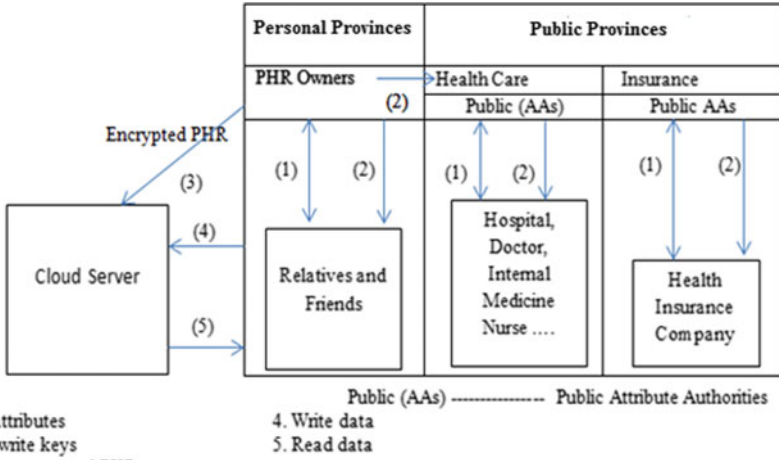 Personal Provinces
Public Provinces
PHR Owners
Health Care
Insurance
(2)
Public (AAs)
Public AAs
Encrypted PHR
(1)
(2)
(1)
(2)
(1)
(2)
(3)
(4)
(5)
Cloud Server
Relatives and
Friends
Hospital,
Doctor,
Internal
Medicine
Nurse ....
Health
Insurance
Company
Public (AAs) ---------------- Public Attribute Authorities
4. Write data
write keys
5. Read data